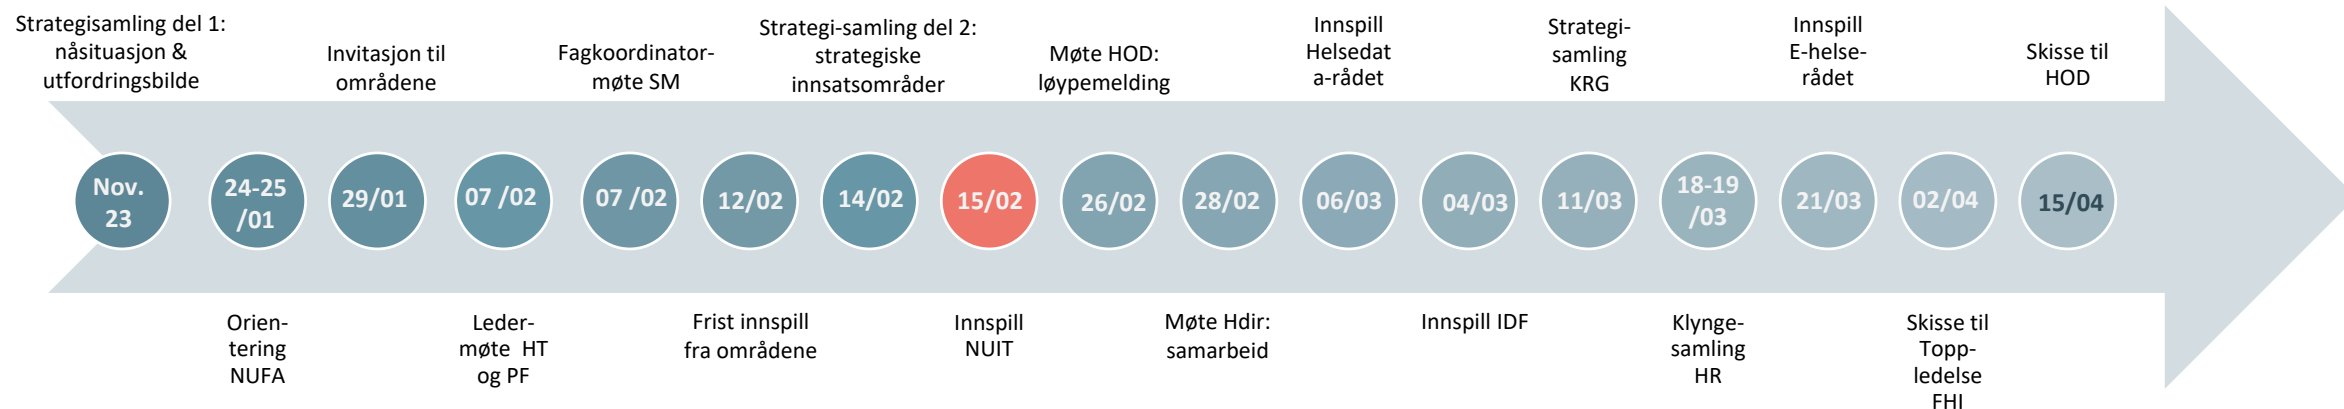 Strategisamling del 1:
nåsituasjon &
utfordringsbilde
Invitasjon til
områdene
Fagkoordinator-
møte SM
Strategi-samling del 2:
strategiske
innsatsområder
Møte HOD:
løypemelding
Innspill
Helsedat
a-rådet
Strategi-
samling
KRG
Innspill
E-helse-
rådet
Skisse til
HOD
Nov.
23
24-25
/01
29/01
07 /02
07 /02
12/02
14/02
15/02
26/02
28/02
06/03
04/03
11/03
18-19
/03
21/03
02/04
15/04
Orien-
tering
NUFA
Leder-
møte  HT
og PF
Frist innspill
fra områdene
Innspill
NUIT
Møte Hdir:
samarbeid
Innspill IDF
Klynge-
samling
HR
Skisse til
Topp-
ledelse
FHI